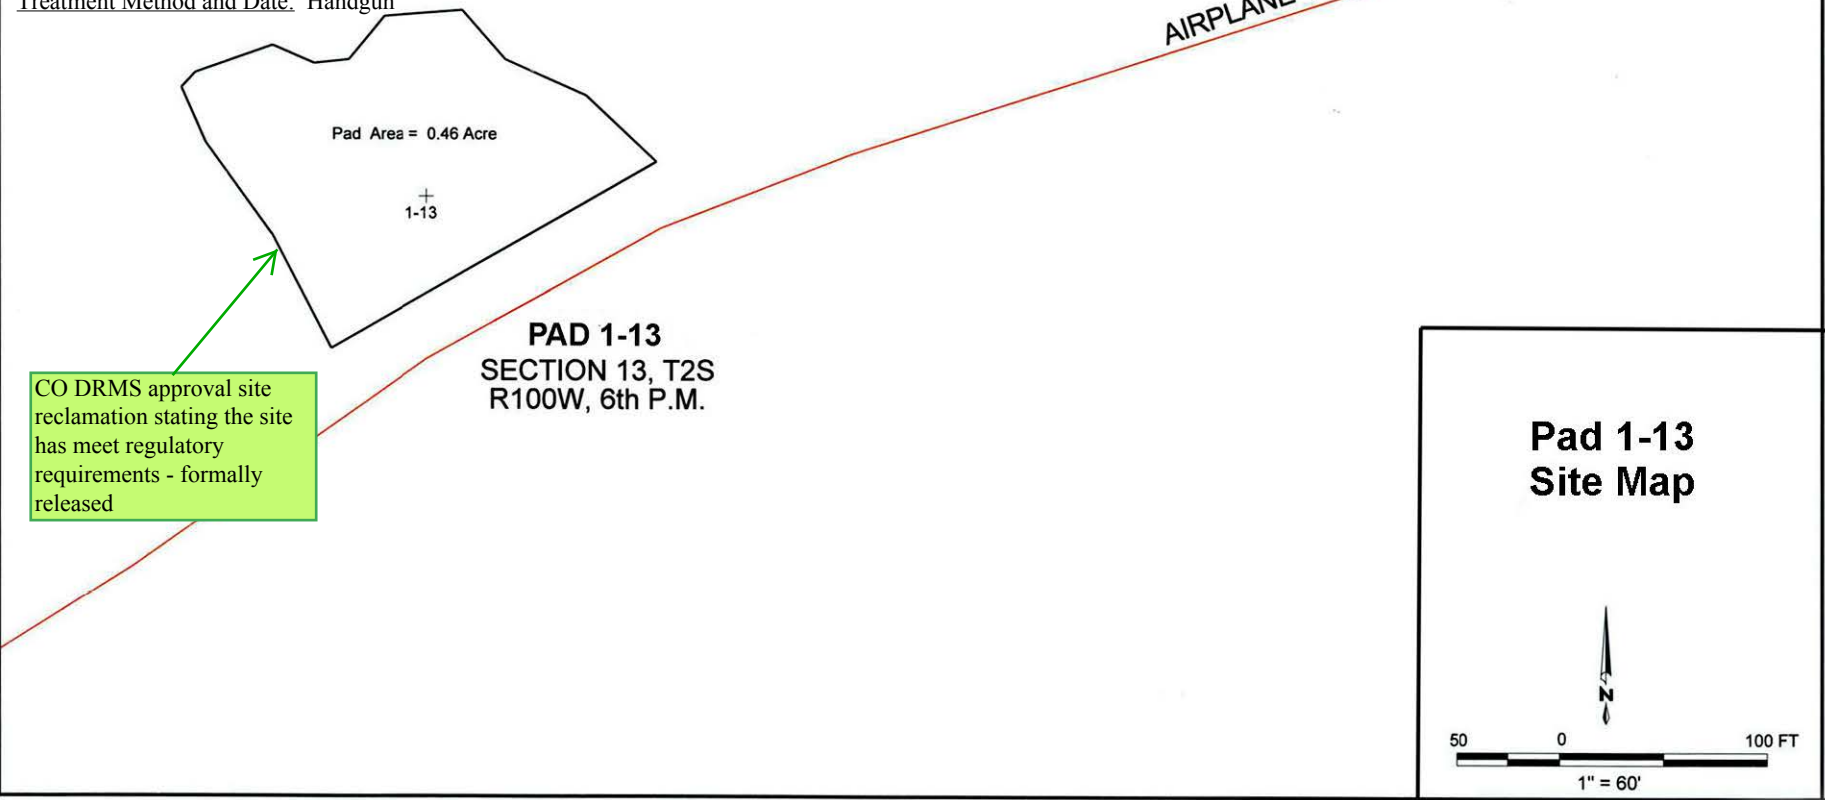 Treatment Method and Date: Handgun
AIRPLANE
Pad Area = 0.46 Acre
1-13
PAD 1-13
SECTION 13, T2S
R100W, 6th P.M.
CO DRMS approval site
reclamation stating the site
has meet regulatory
requirements - formally
released
Pad 1-13
Site Map
N
50 0 100 FT
1" = 60'